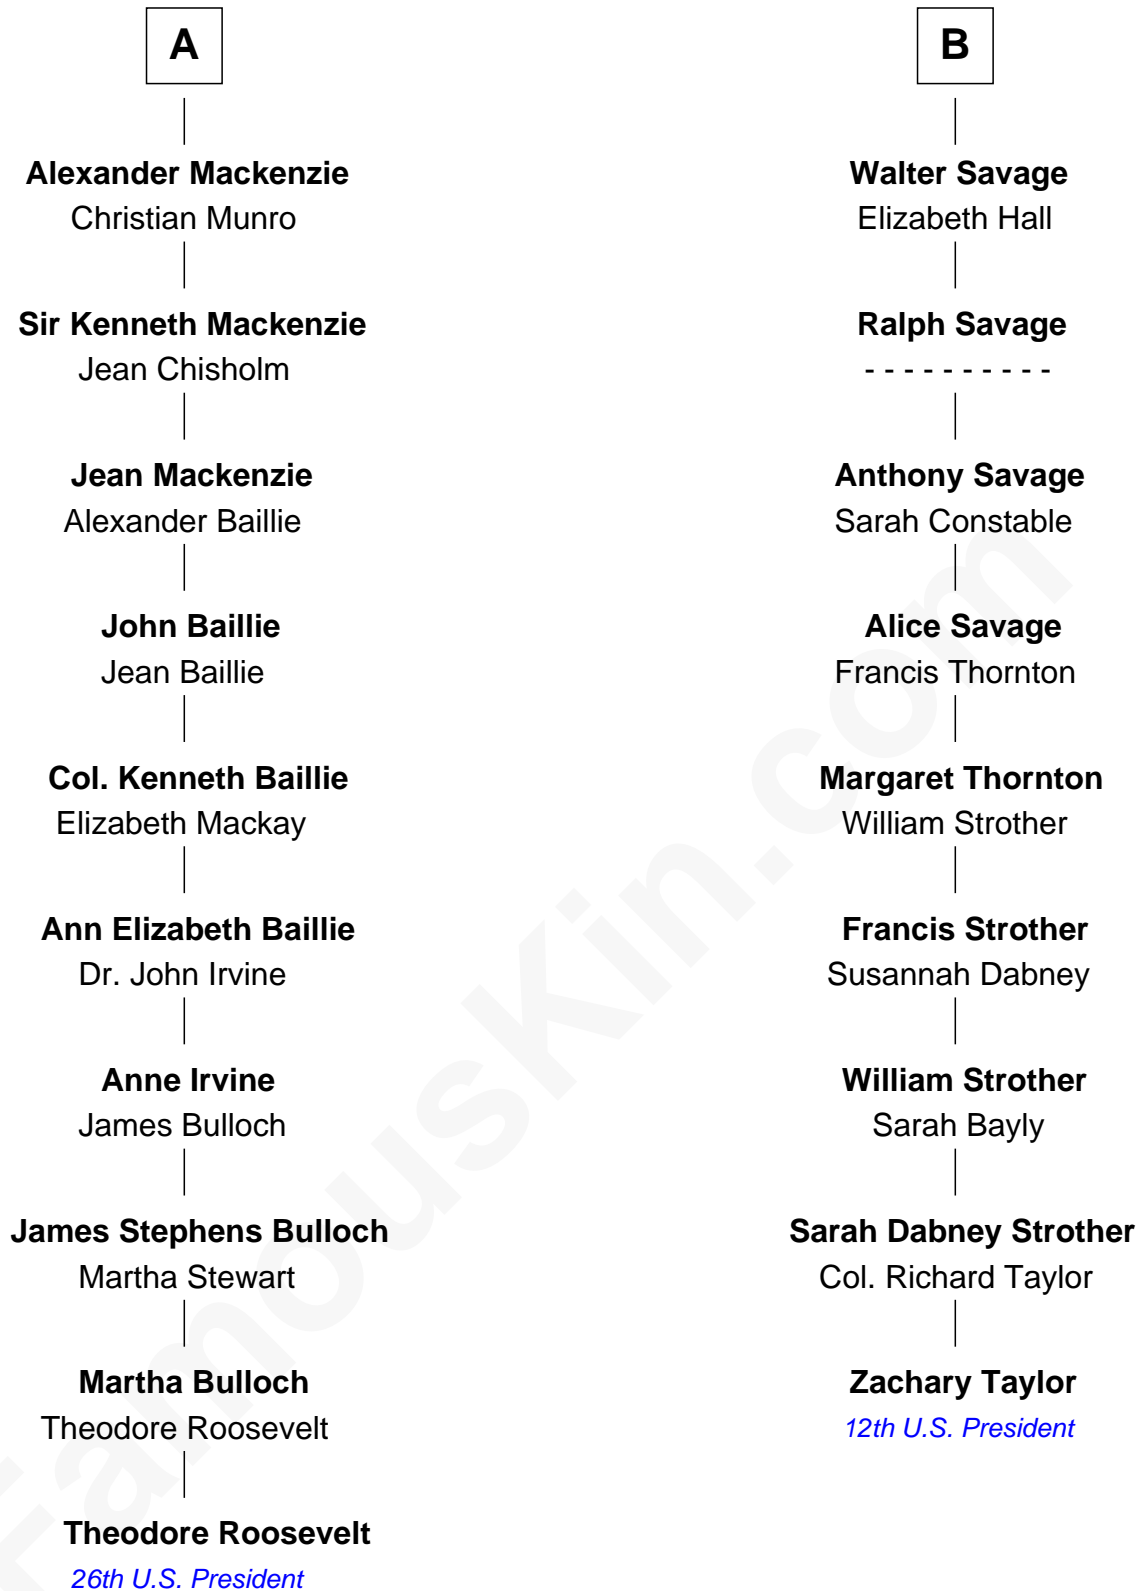 A
Alexander Mackenzie
Christian Munro
Sir Kenneth Mackenzie
Jean Chisholm
Jean Mackenzie
Alexander Baillie
John Baillie
Jean Baillie
Col. Kenneth Baillie
Elizabeth Mackay
Ann Elizabeth Baillie
Dr. John Irvine
Anne Irvine
James Bulloch
James Stephens Bulloch
Martha Stewart
Martha Bulloch
Theodore Roosevelt
Theodore Roosevelt
26th U.S. President
B
Walter Savage
Elizabeth Hall
Ralph Savage
- - - - - - - - - -
Anthony Savage
Sarah Constable
Alice Savage
Francis Thornton
Margaret Thornton
William Strother
Francis Strother
Susannah Dabney
William Strother
Sarah Bayly
Sarah Dabney Strother
Col. Richard Taylor
Zachary Taylor
12th U.S. President
FamousKin.com